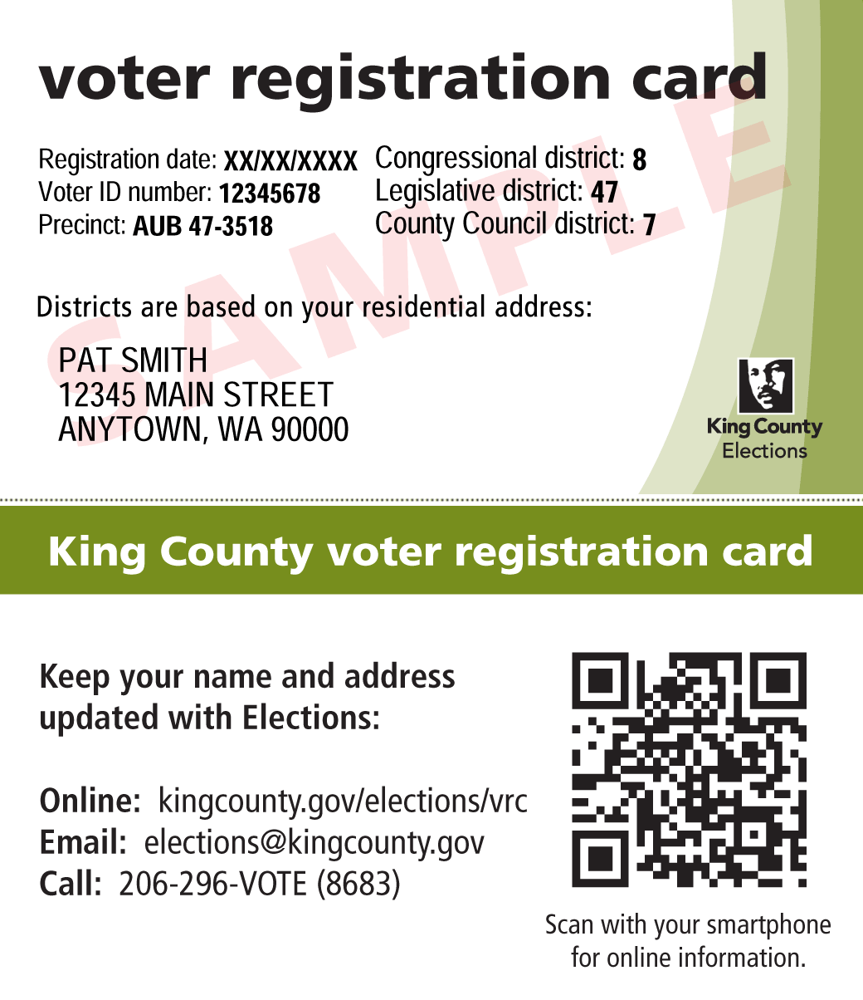 voter registration card
Registration date: XX/XX/XXXX
Voter ID number: 12345678
Precinct: AUB 47-3518
Congressional district: 8
Legislative district: 47
County Council district: 7
SAMPLE
Districts are based on your residential address:
PAT SMITH
12345 MAIN STREET
ANYTOWN, WA 90000
King County
Elections
King County voter registration card
Keep your name and address
updated with Elections:
Online: kingcounty.gov/elections/vrc
Email: elections@kingcounty.gov
Call: 206-296-VOTE (8683)
Scan with your smartphone
for online information.